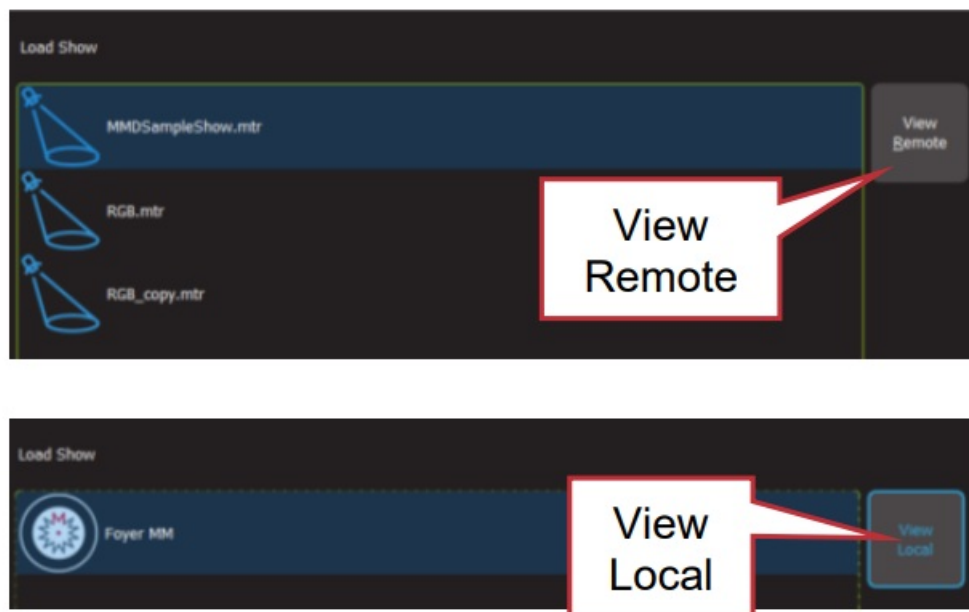 Load Show
MMDSampleShow.mtr
View
Remote
RGB.mtr
View
Remote
RGB_copy.mtr
Load Show
M
Foyer MM
View
Local
View
Local